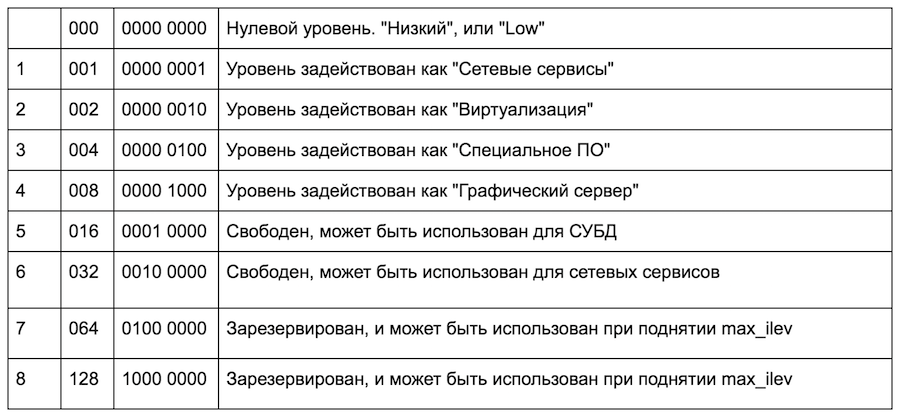 000 0000 0000 Нулевой уровень. "Низкий", или "Low"
1 001 0000 0001 Уровень задействован как "Сетевые сервисы"
2 002 0000 0010 Уровень задействован как "Виртуализация"
3 004 0000 0100 Уровень задействован как "Специальное ПО"
4 008 0000 1000 Уровень задействован как "Графический сервер"
5 016 0001 0000 Свободен, может быть использован для СУБД
6 032 0010 0000 Свободен, может быть использован для сетевых сервисов
7 064 0100 0000 Зарезервирован, и может быть использован при поднятии max_ilev
8 128 1000 0000 Зарезервирован, и может быть использован при поднятии max_ilev